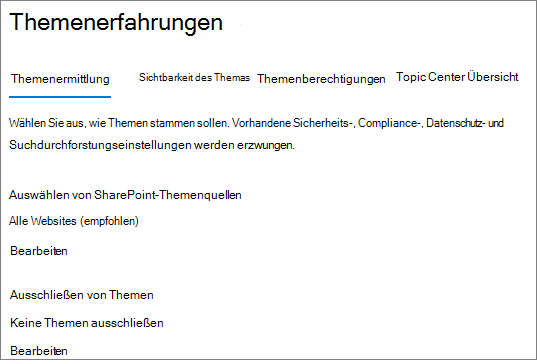 Themenerfahrungen
Themenermittlung Sichtbarkeit des Themas Themenberechtigungen Topic Center Übersicht
Wählen Sie aus, wie Themen stammen sollen. Vorhandene Sicherheits-, Compliance-, Datenschutz- und
Suchdurchforstungseinstellungen werden erzwungen.
Auswählen von SharePoint-Themenquellen
Alle Websites (empfohlen)
Bearbeiten
Ausschließen von Themen
Keine Themen ausschließen
Bearbeiten